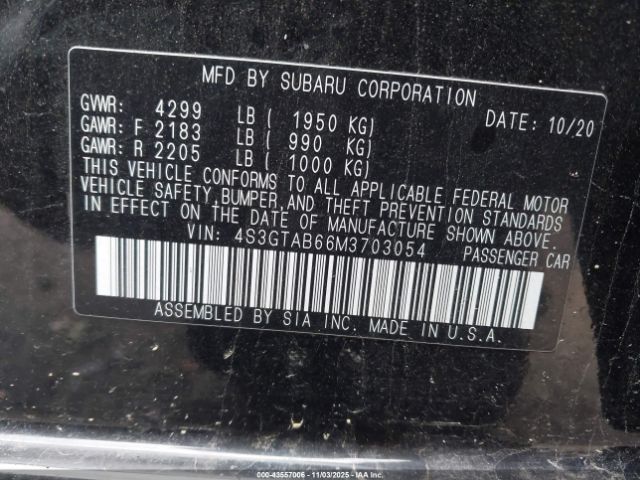 MFD BY SUBARU CORPORATION
GVWR: 4299 LB ( 1950 KG) DATE: 10/20
GAWR: F 2183 LB ( 990 KG)
GAWR: R 2205 LB ( 1000 KG)
THIS VEHICLE CONFORMS TO ALL APPLICABLE FEDERAL MOTOR
VEHICLE SAFETY, BUMPER, AND THEFT PREVENTION STANDARDS
IN EFFECT ON THE DATE OF MANUFACTURE SHOWN ABOVE.
VIN: 4S3GTAB66M3703054 PASSENGER CAR
ASSEMBLED BY SIA INC. MADE IN U.S.A.
000-43557006 - 11/03/2025 - IAAI.CA